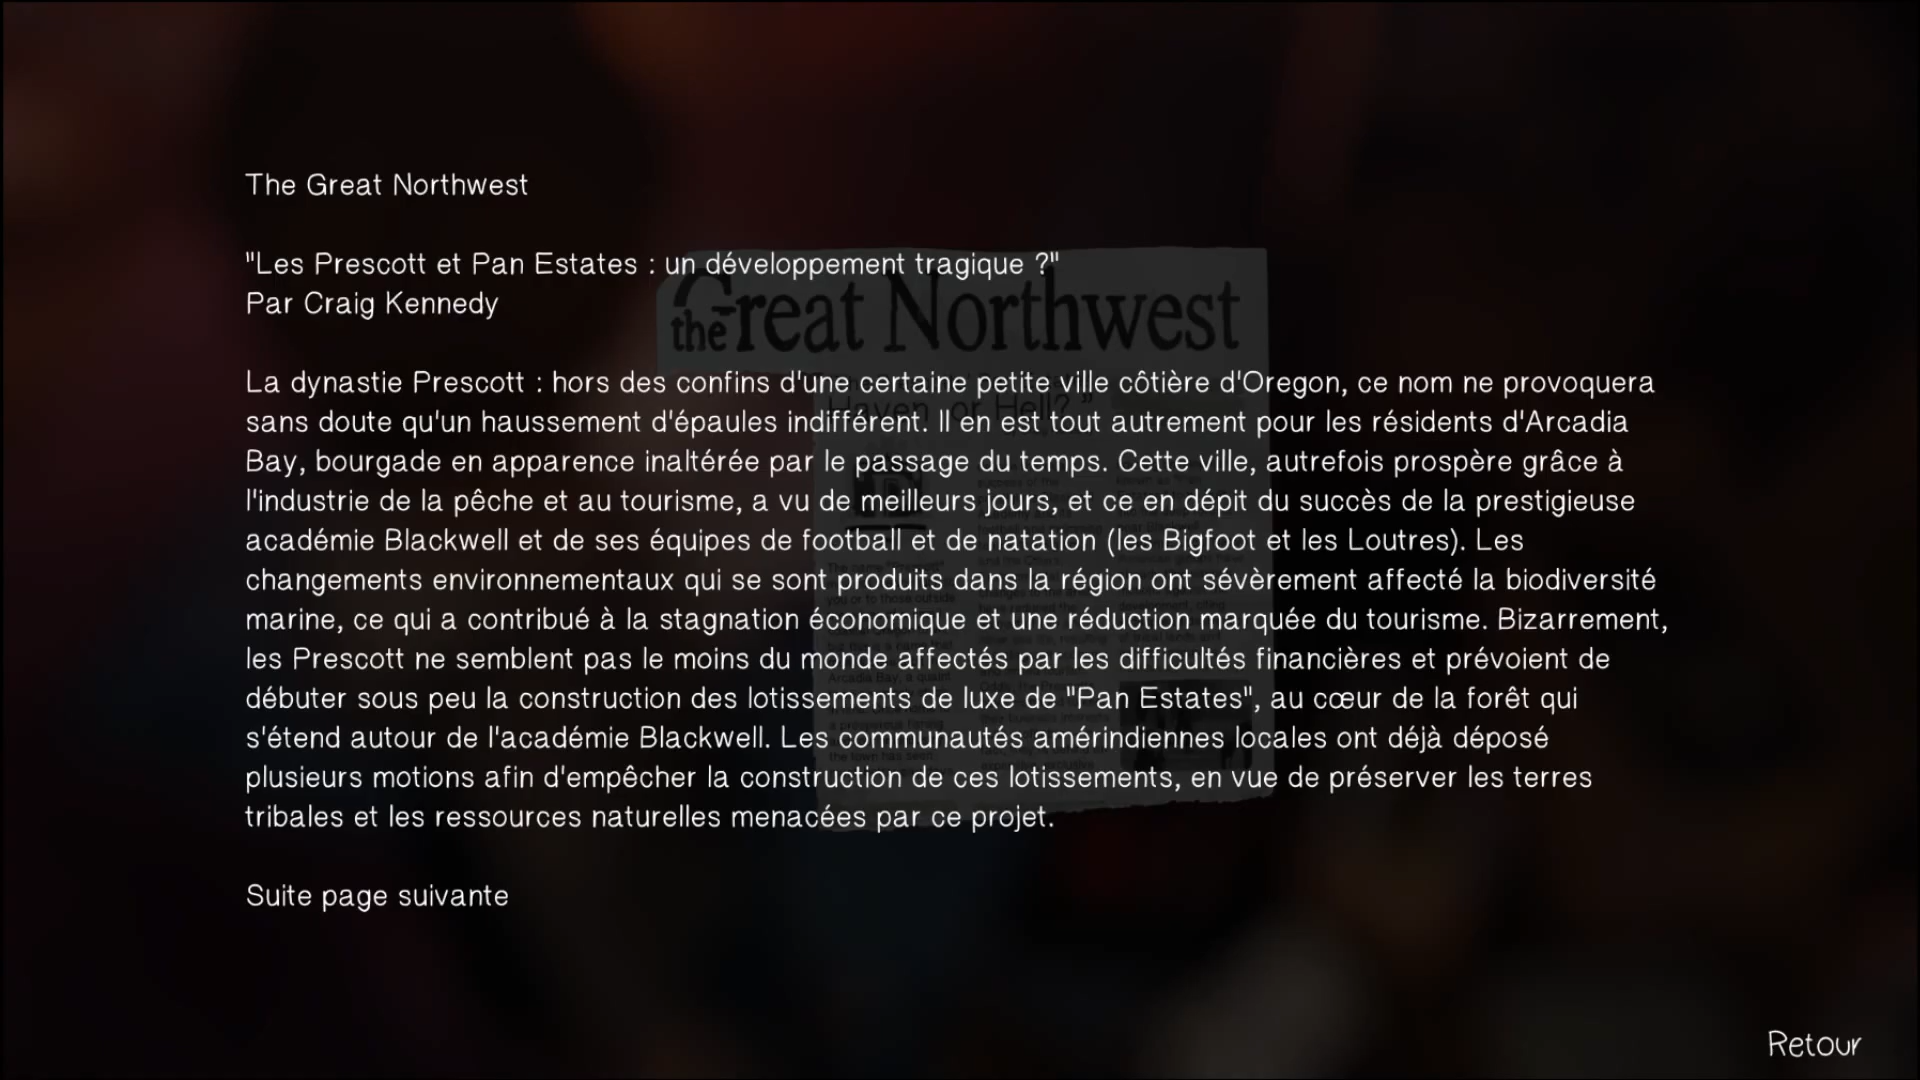 The Great Northwest
"Les Prescott et Pan Estates : un développement tragique ?"
Par Craig Kennedy
the Great Northwest
Haven or Hell?"
La dynastie Prescott : hors des confins d'une certaine petite ville côtière d'Oregon, ce nom ne provoquera
sans doute qu'un haussement d'épaules indifférent. Il en est tout autrement pour les résidents d'Arcadia
Bay, bourgade en apparence inaltérée par le passage du temps. Cette ville, autrefois prospère grâce à
l'industrie de la pêche et au tourisme, a vu de meilleurs jours, et ce en dépit du succès de la prestigieuse
académie Blackwell et de ses équipes de football et de natation (les Bigfoot et les Loutres). Les
changements environnementaux qui se sont produits dans la région ont sévèrement affecté la biodiversité
marine, ce qui a contribué à la stagnation économique et une réduction marquée du tourisme. Bizarrement,
les Prescott ne semblent pas le moins du monde affectés par les difficultés financières et prévoient de
débuter sous peu la construction des lotissements de luxe de "Pan Estates", au cœur de la forêt qui
s'étend autour de l'académie Blackwell. Les communautés amérindiennes locales ont déjà déposé
plusieurs motions afin d'empêcher la construction de ces lotissements, en vue de préserver les terres
tribales et les ressources naturelles menacées par ce projet.
Suite page suivante
Retour